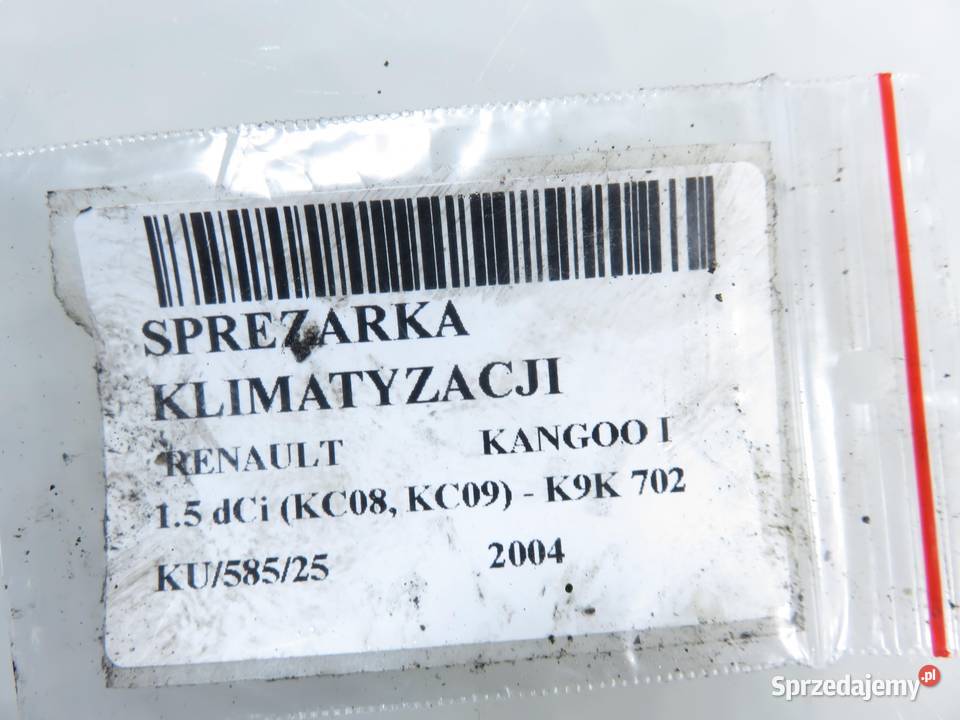 SPREZARKA
KLIMATYZACJI
RENAULT KANGOO I
1.5 dCi (KC08, KC09) - K9K 702
KU/585/25 2004
Sprzedajemy.pl